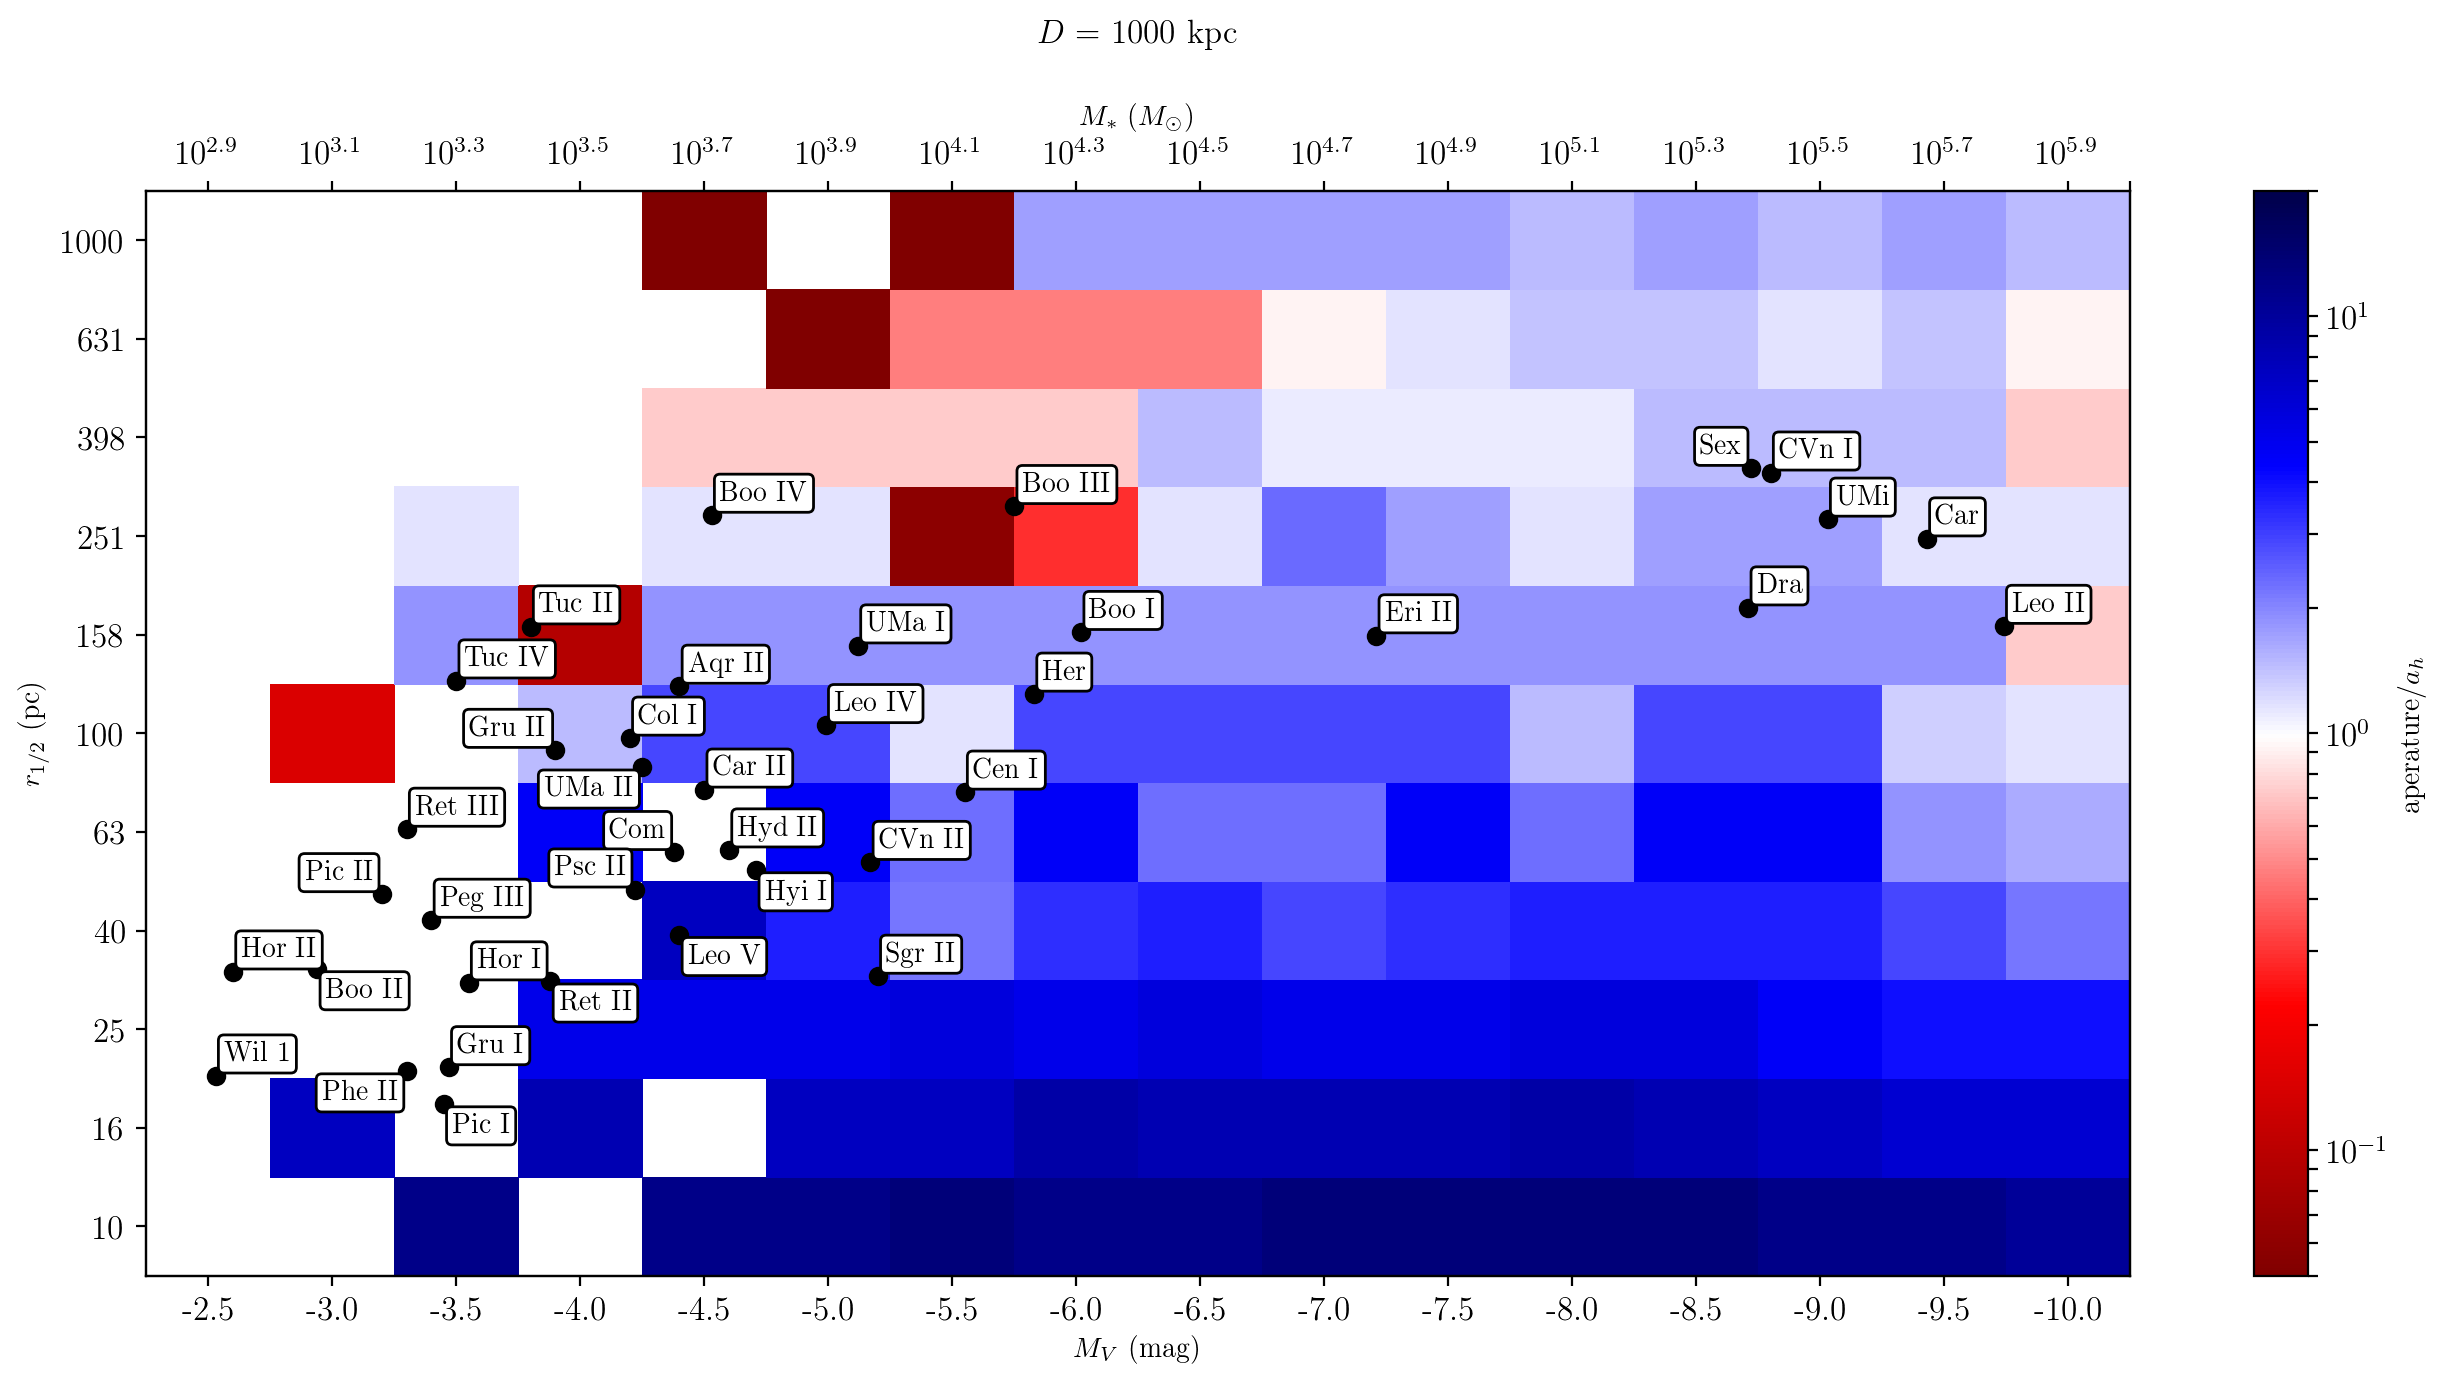 D = 1000 kpc
M* (M⊙)
10^2.9 10^3.1 10^3.3 10^3.5 10^3.7 10^3.9 10^4.1 10^4.3 10^4.5 10^4.7 10^4.9 10^5.1 10^5.3 10^5.5 10^5.7 10^5.9
1000
631
398
251
158
100
63
40
25
16
10
r1/2 (pc)
Sex
CVn I
Boo IV
Boo III
UMi
Car
Dra
Tuc II
Leo II
Boo I
Eri II
UMa I
Tuc IV
Aqr II
Her
Leo IV
Col I
Gru II
Car II
Cen I
UMa II
Ret III
Com
Hyd II
CVn II
Psc II
Pic II
Hyi I
Peg III
Hor II
Leo V
Sgr II
Hor I
Boo II
Ret II
Gru I
Wil 1
Phe II
Pic I
-2.5 -3.0 -3.5 -4.0 -4.5 -5.0 -5.5 -6.0 -6.5 -7.0 -7.5 -8.0 -8.5 -9.0 -9.5 -10.0
MV (mag)
10^1
10^0
10^-1
aperature/ah